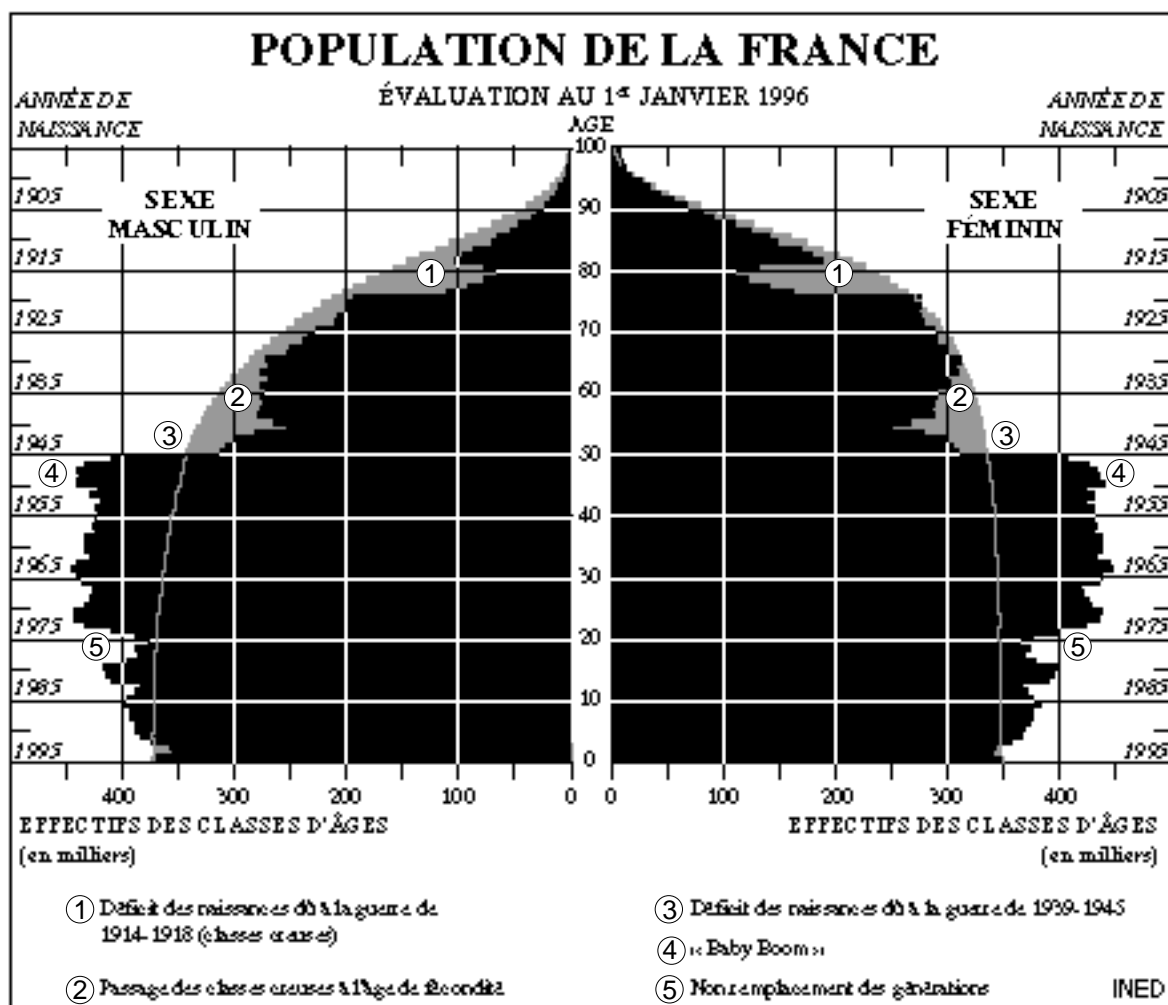 POPULATION DE LA FRANCE
ÉVALUATION AU 1er JANVIER 1996
ANNÉE DE
NAISSANCE
AGE
ANNÉE DE
NAISSANCE
SEXE
MASCULIN
SEXE
FÉMININ
100
1905
90
1905
1915
1
80
1
1915
1925
70
1925
1935
2
60
2
1935
1945
3
50
3
1945
4
4
1955
40
1955
1965
30
1965
1975
20
1975
5
5
1985
10
1985
1995
0
1995
400 300 200 100 0 0 100 200 300 400
EFFECTIFS DES CLASSES D'ÂGES
(en milliers)
EFFECTIFS DES CLASSES D'ÂGES
(en milliers)
1 Déficit des naissances dû à la guerre de
1914-1918 (classes creuses)
2 Passage des classes creuses à l'âge de fécondité
3 Déficit des naissances dû à la guerre de 1939-1945
4 « Baby Boom »
5 Non remplacement des générations
INED